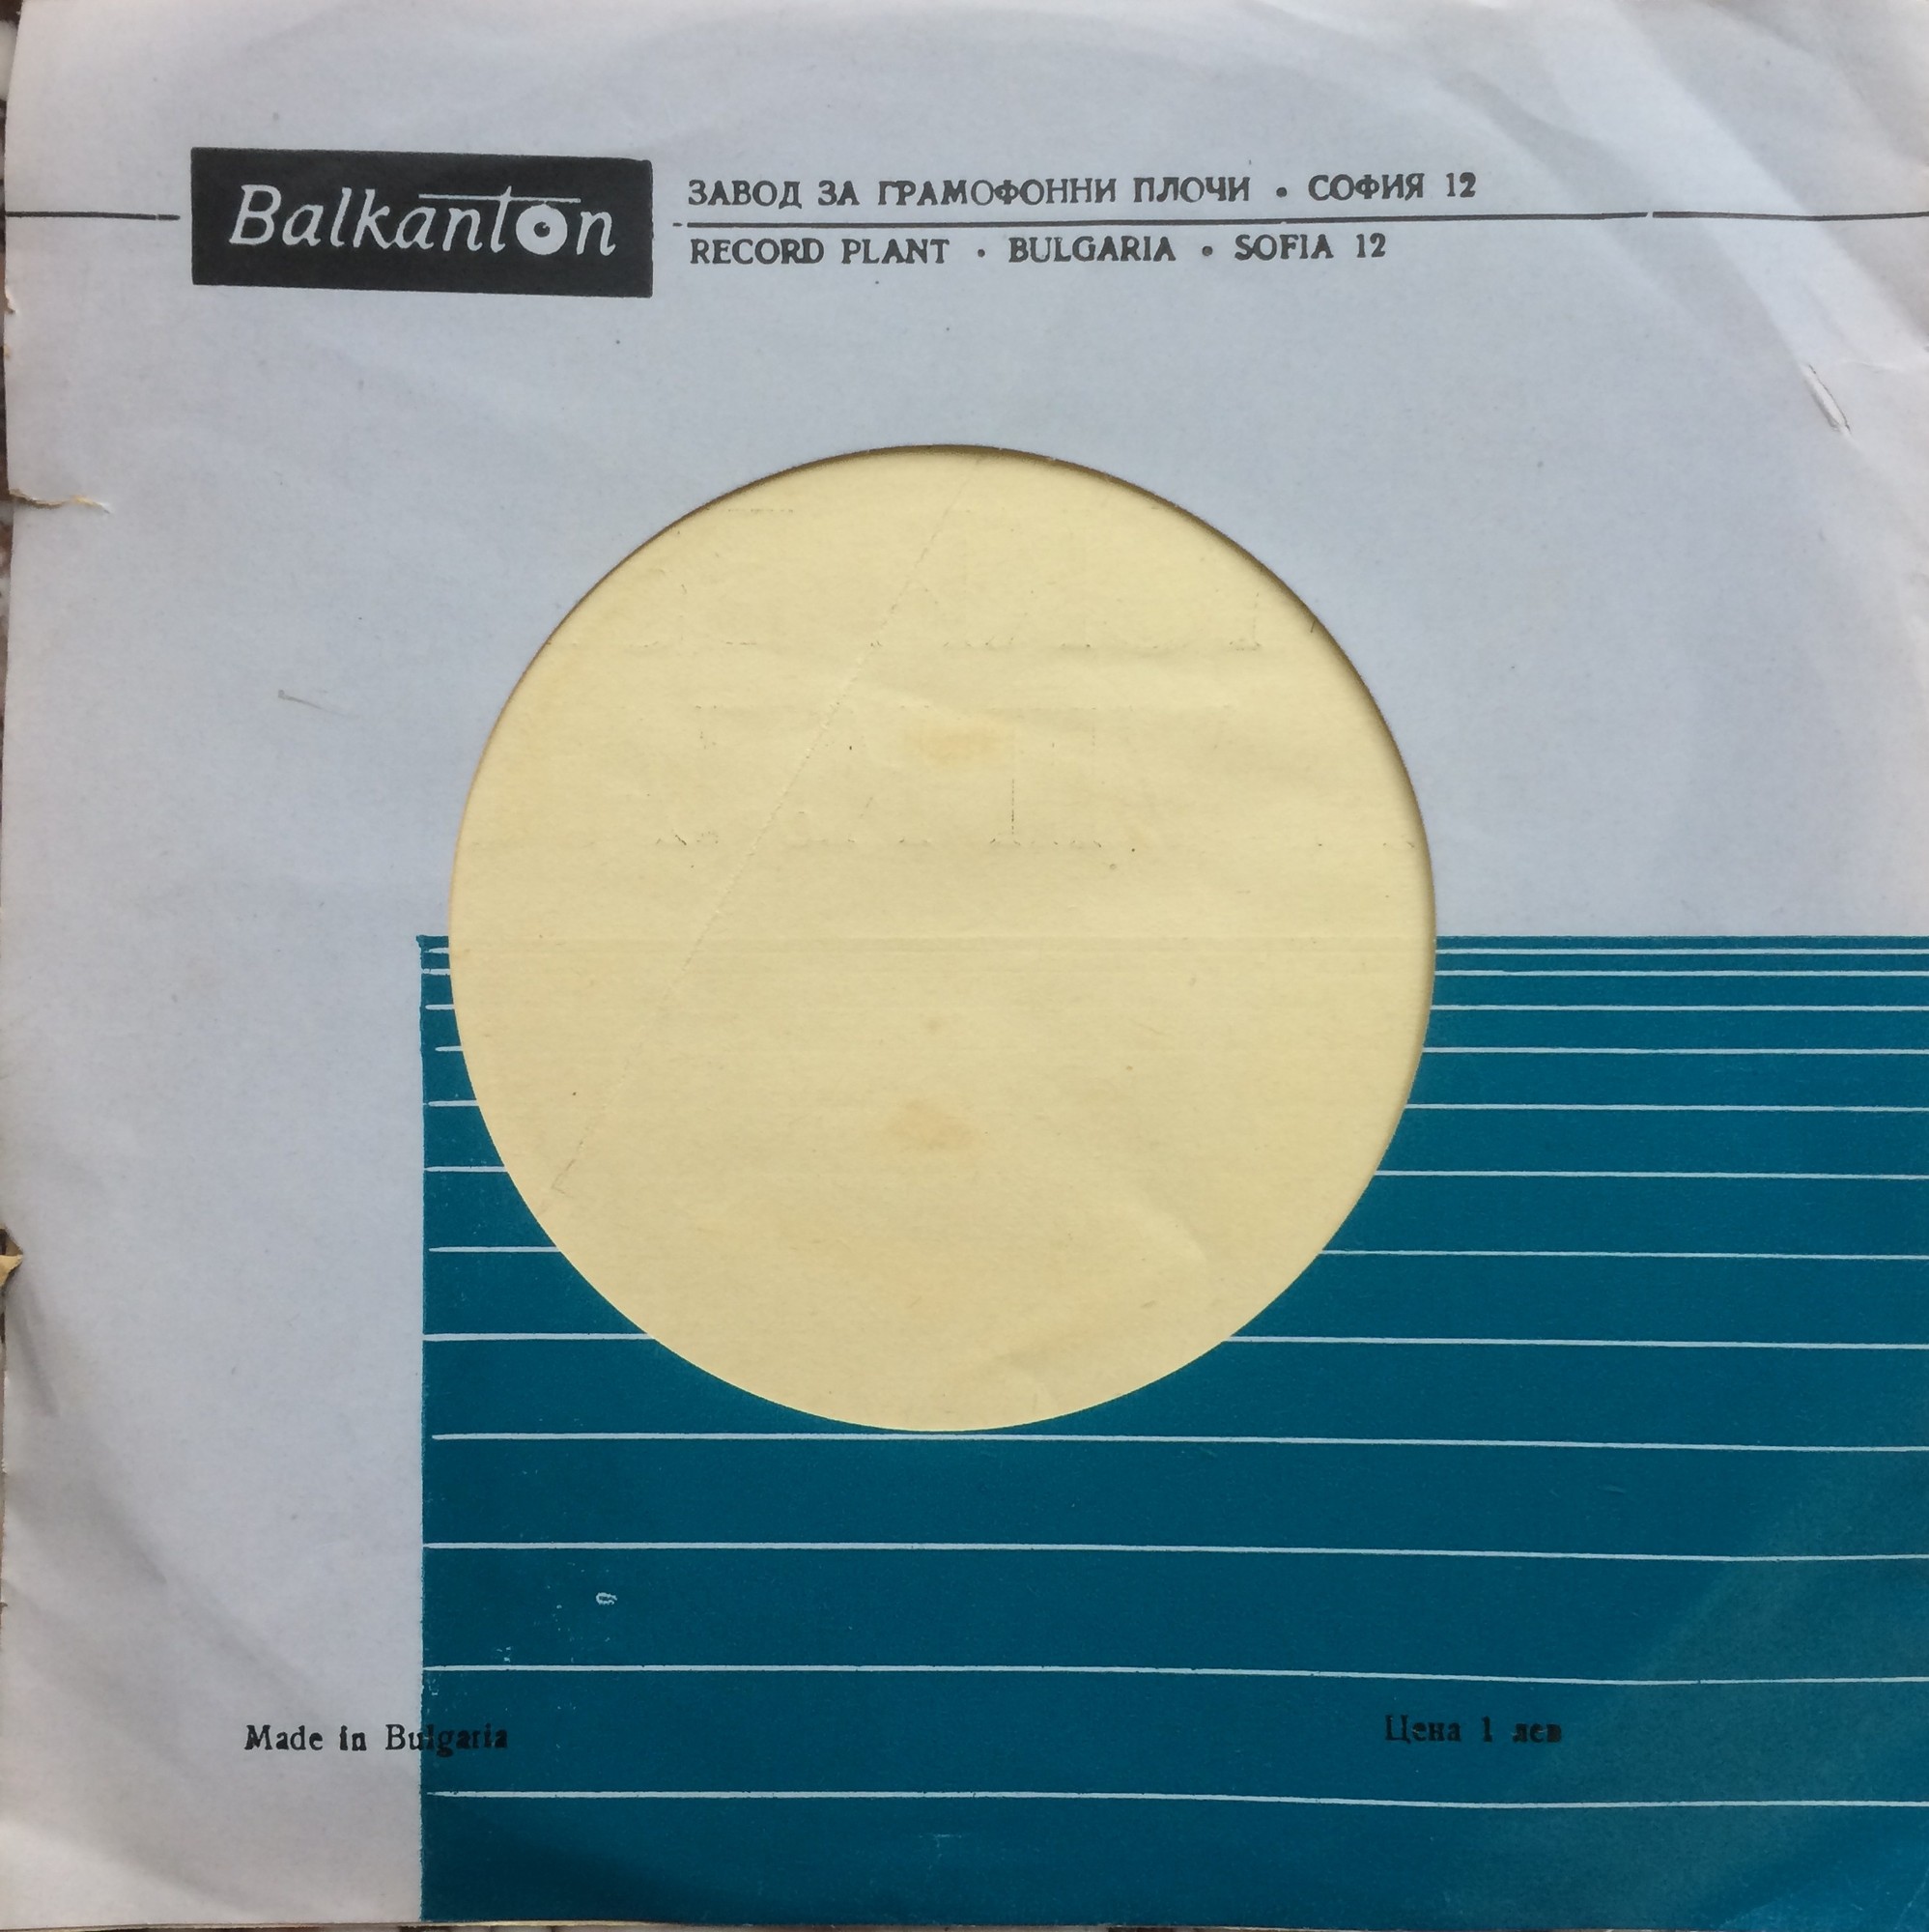 Balkanton
ЗАВОД ЗА ГРАМОФОННИ ПЛОЧИ • СОФИЯ 12
RECORD PLANT • BULGARIA • SOFIA 12
Made in Bulgaria
Цена 1 лев